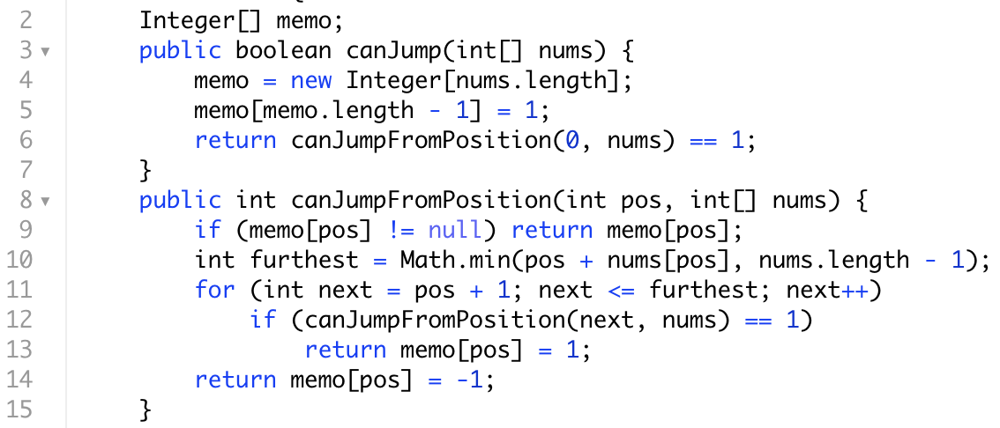 2 Integer[] memo;
3 public boolean canJump(int[] nums) {
4 memo = new Integer[nums.length];
5 memo[memo.length - 1] = 1;
6 return canJumpFromPosition(0, nums) == 1;
7 }
8 public int canJumpFromPosition(int pos, int[] nums) {
9 if (memo[pos] != null) return memo[pos];
10 int furthest = Math.min(pos + nums[pos], nums.length - 1);
11 for (int next = pos + 1; next <= furthest; next++)
12 if (canJumpFromPosition(next, nums) == 1)
13 return memo[pos] = 1;
14 return memo[pos] = -1;
15 }